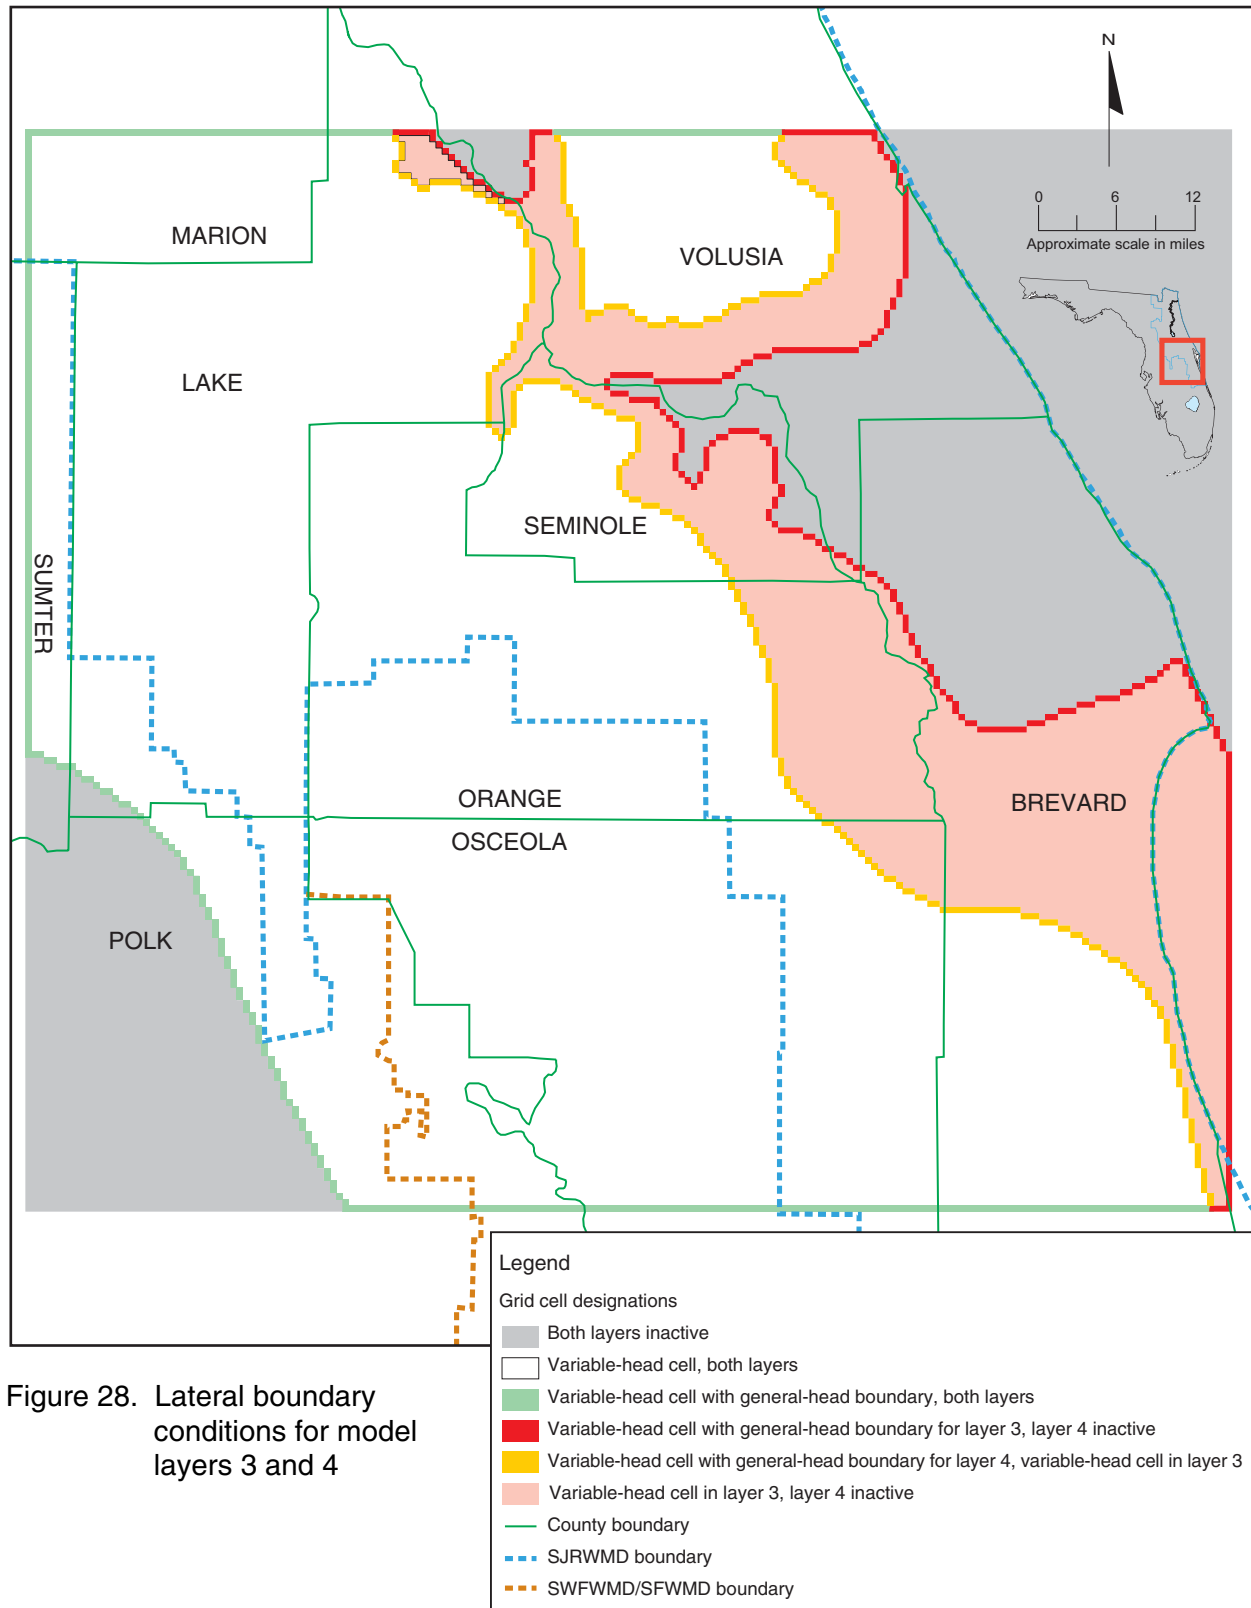 N
0 6 12
Approximate scale in miles
MARION
VOLUSIA
LAKE
SEMINOLE
SUMTER
ORANGE
BREVARD
OSCEOLA
POLK
Legend
Grid cell designations
Both layers inactive
Variable-head cell, both layers
Variable-head cell with general-head boundary, both layers
Variable-head cell with general-head boundary for layer 3, layer 4 inactive
Variable-head cell with general-head boundary for layer 4, variable-head cell in layer 3
Variable-head cell in layer 3, layer 4 inactive
County boundary
SJRWMD boundary
SWFWMD/SFWMD boundary
Figure 28. Lateral boundary
conditions for model
layers 3 and 4